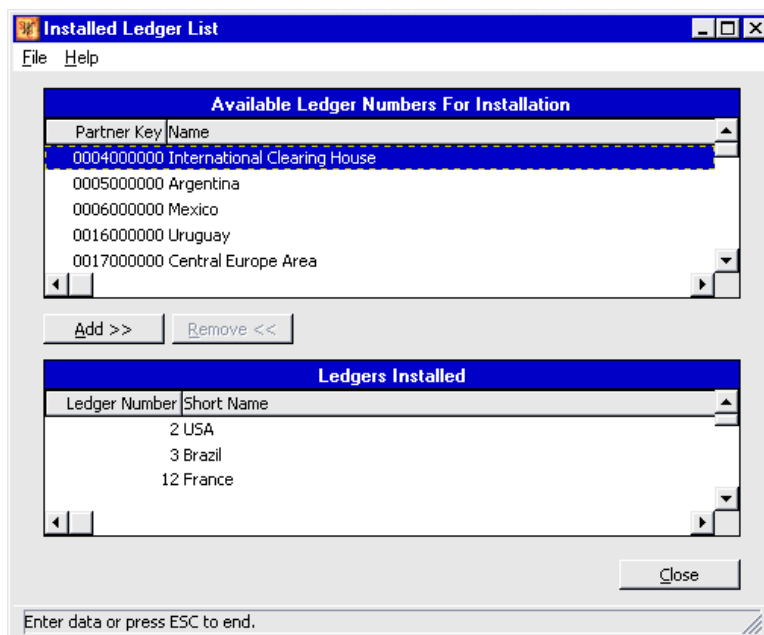 Installed Ledger List
File Help
Available Ledger Numbers For Installation
Partner Key Name
0004000000 International Clearing House
0005000000 Argentina
0006000000 Mexico
0016000000 Uruguay
0017000000 Central Europe Area
Add >> Remove <<
Ledgers Installed
Ledger Number Short Name
2 USA
3 Brazil
12 France
Close
Enter data or press ESC to end.